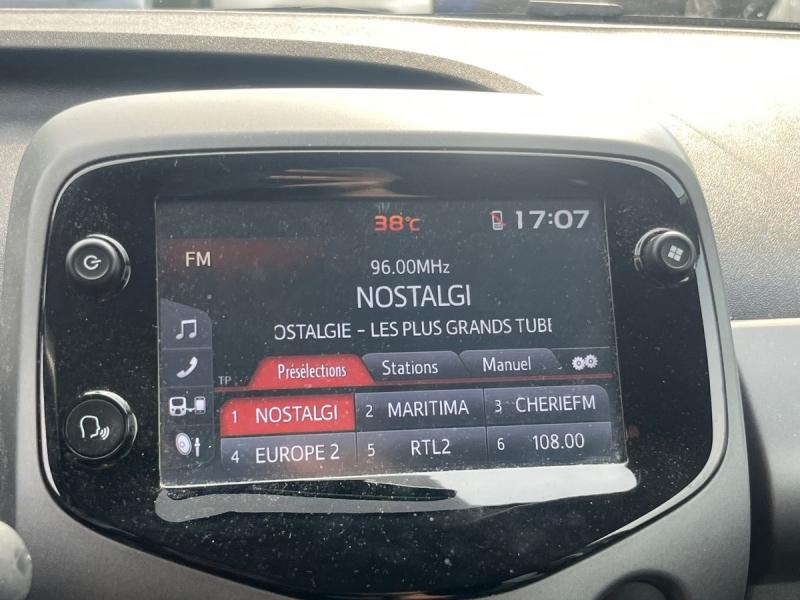 38°C 17:07
FM
96.00MHz
NOSTALGI
OSTALGIE - LES PLUS GRANDS TUBE
TP Présélections Stations Manuel
1 NOSTALGI 2 MARITIMA 3 CHERIEFM
4 EUROPE 2 5 RTL2 6 108.00